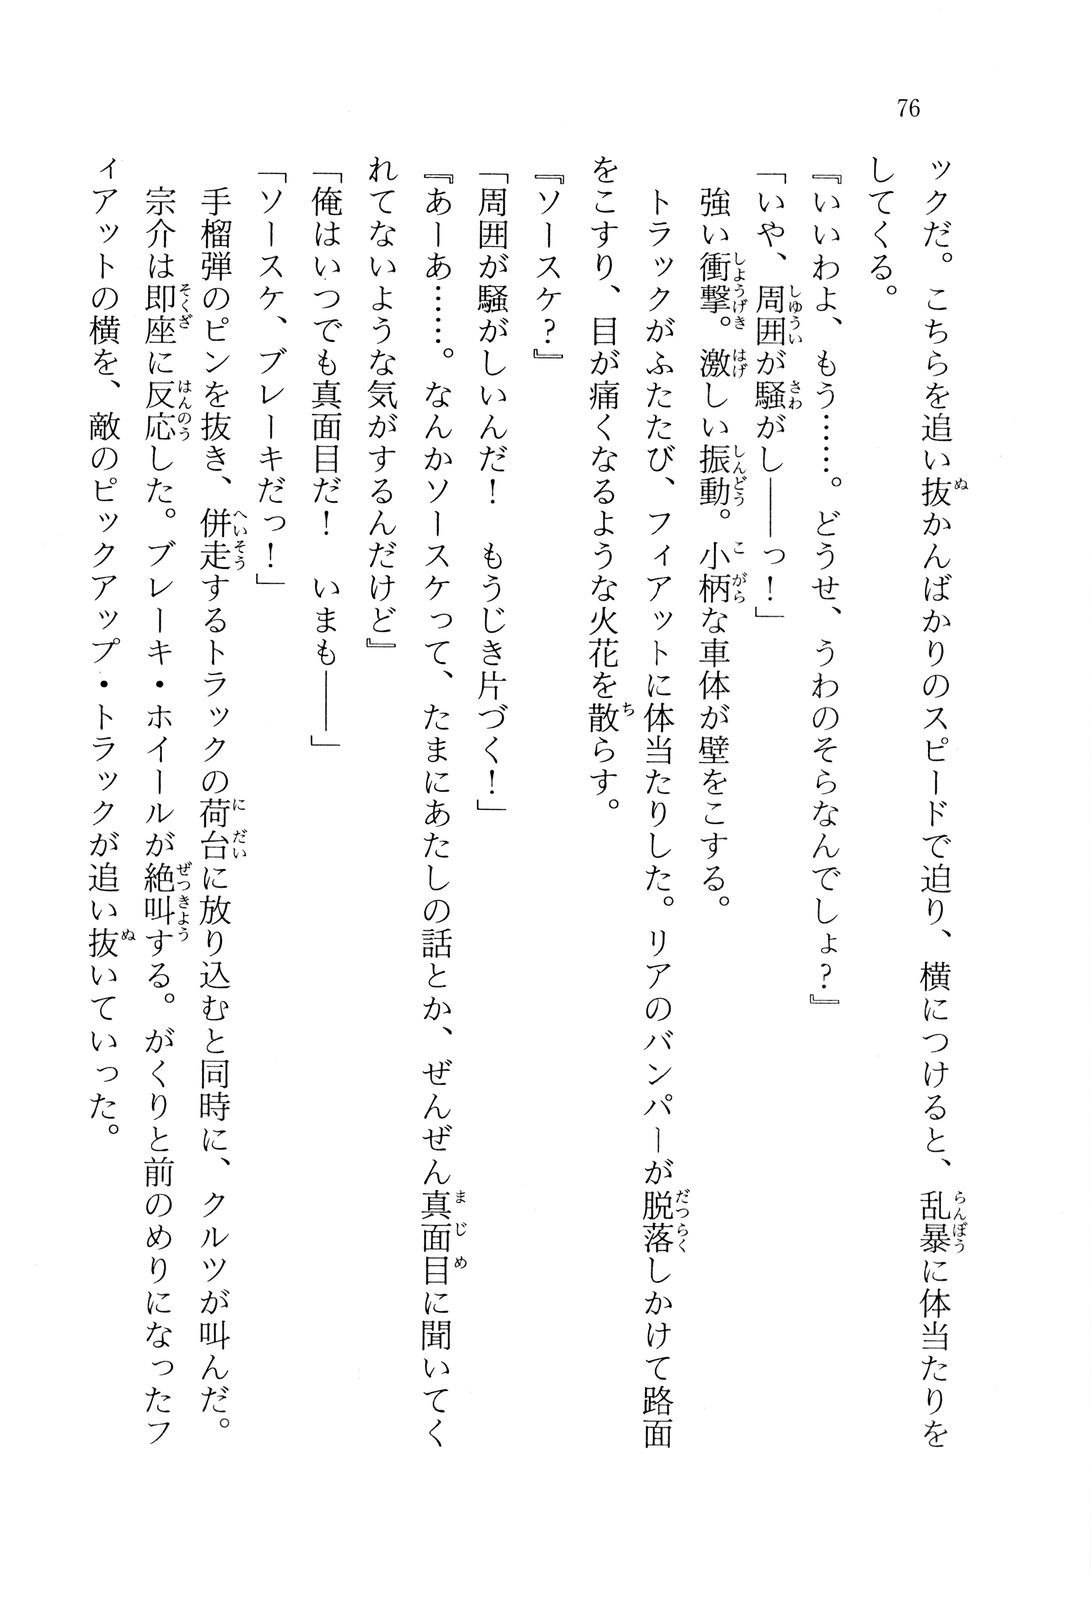 76
ックだ。こちらを追い抜かんばかりのスピードで迫り、横につけると、乱暴に体当たりを
してくる。
『いいわよ、もう……。どうせ、うわのそらなんでしょ?』
「いや、周囲が騒がし――っ!」
強い衝撃。激しい振動。小柄な車体が壁をこする。
トラックがふたたび、フィアットに体当たりした。リアのバンパーが脱落しかけて路面
をこすり、目が痛くなるような火花を散らす。
『ソースケ?』
「周囲が騒がしいんだ! もうじき片づく!」
『あーあ……。なんかソースケって、たまにあたしの話とか、ぜんぜん真面目に聞いてく
れてないような気がするんだけど』
「俺はいつでも真面目だ! いまも――」
「ソースケ、ブレーキだっ!」
手榴弾のピンを抜き、併走するトラックの荷台に放り込むと同時に、クルツが叫んだ。
宗介は即座に反応した。ブレーキ・ホイールが絶叫する。がくりと前のめりになったフ
ィアットの横を、敵のピックアップ・トラックが追い抜いていった。